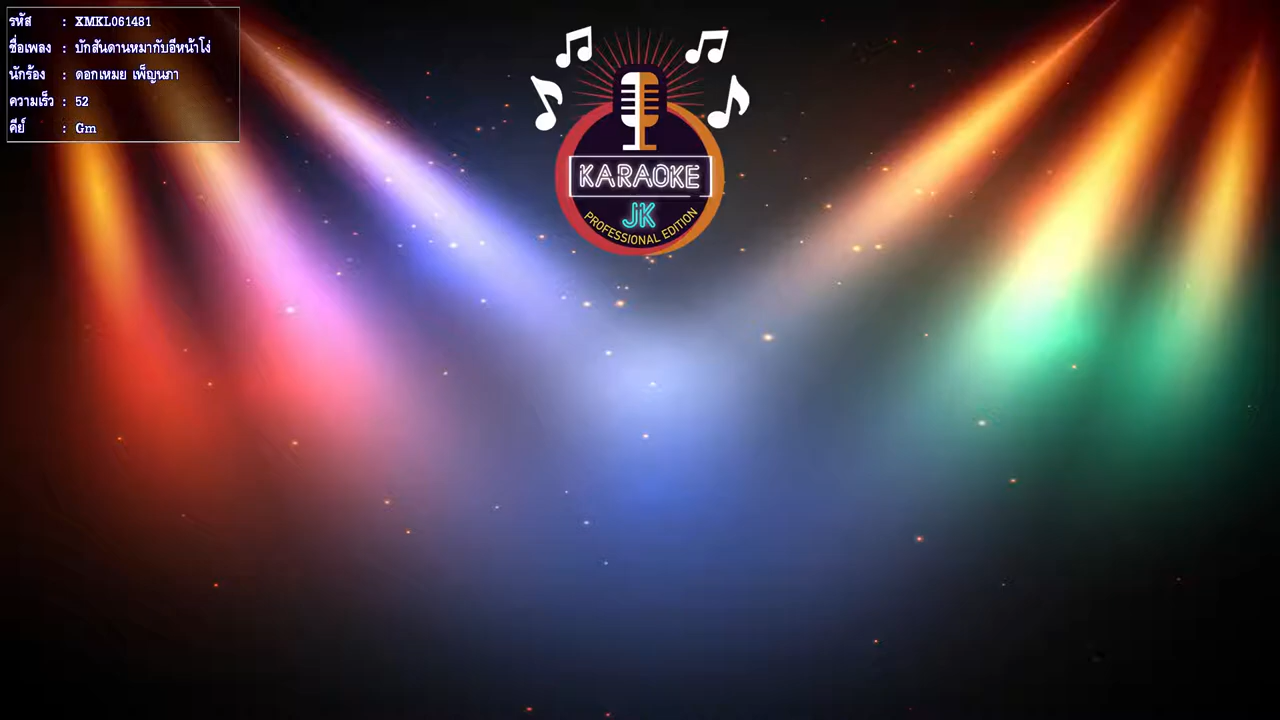 รหัส : XMKL061481
ชื่อเพลง : บักสันดานหมากับอีหน้าโง่
นักร้อง : ดอกเหมย เพ็ญนภา
ความเร็ว : 52
คีย์ : Gm
KARAOKE
JK
PROFESSIONAL EDITION